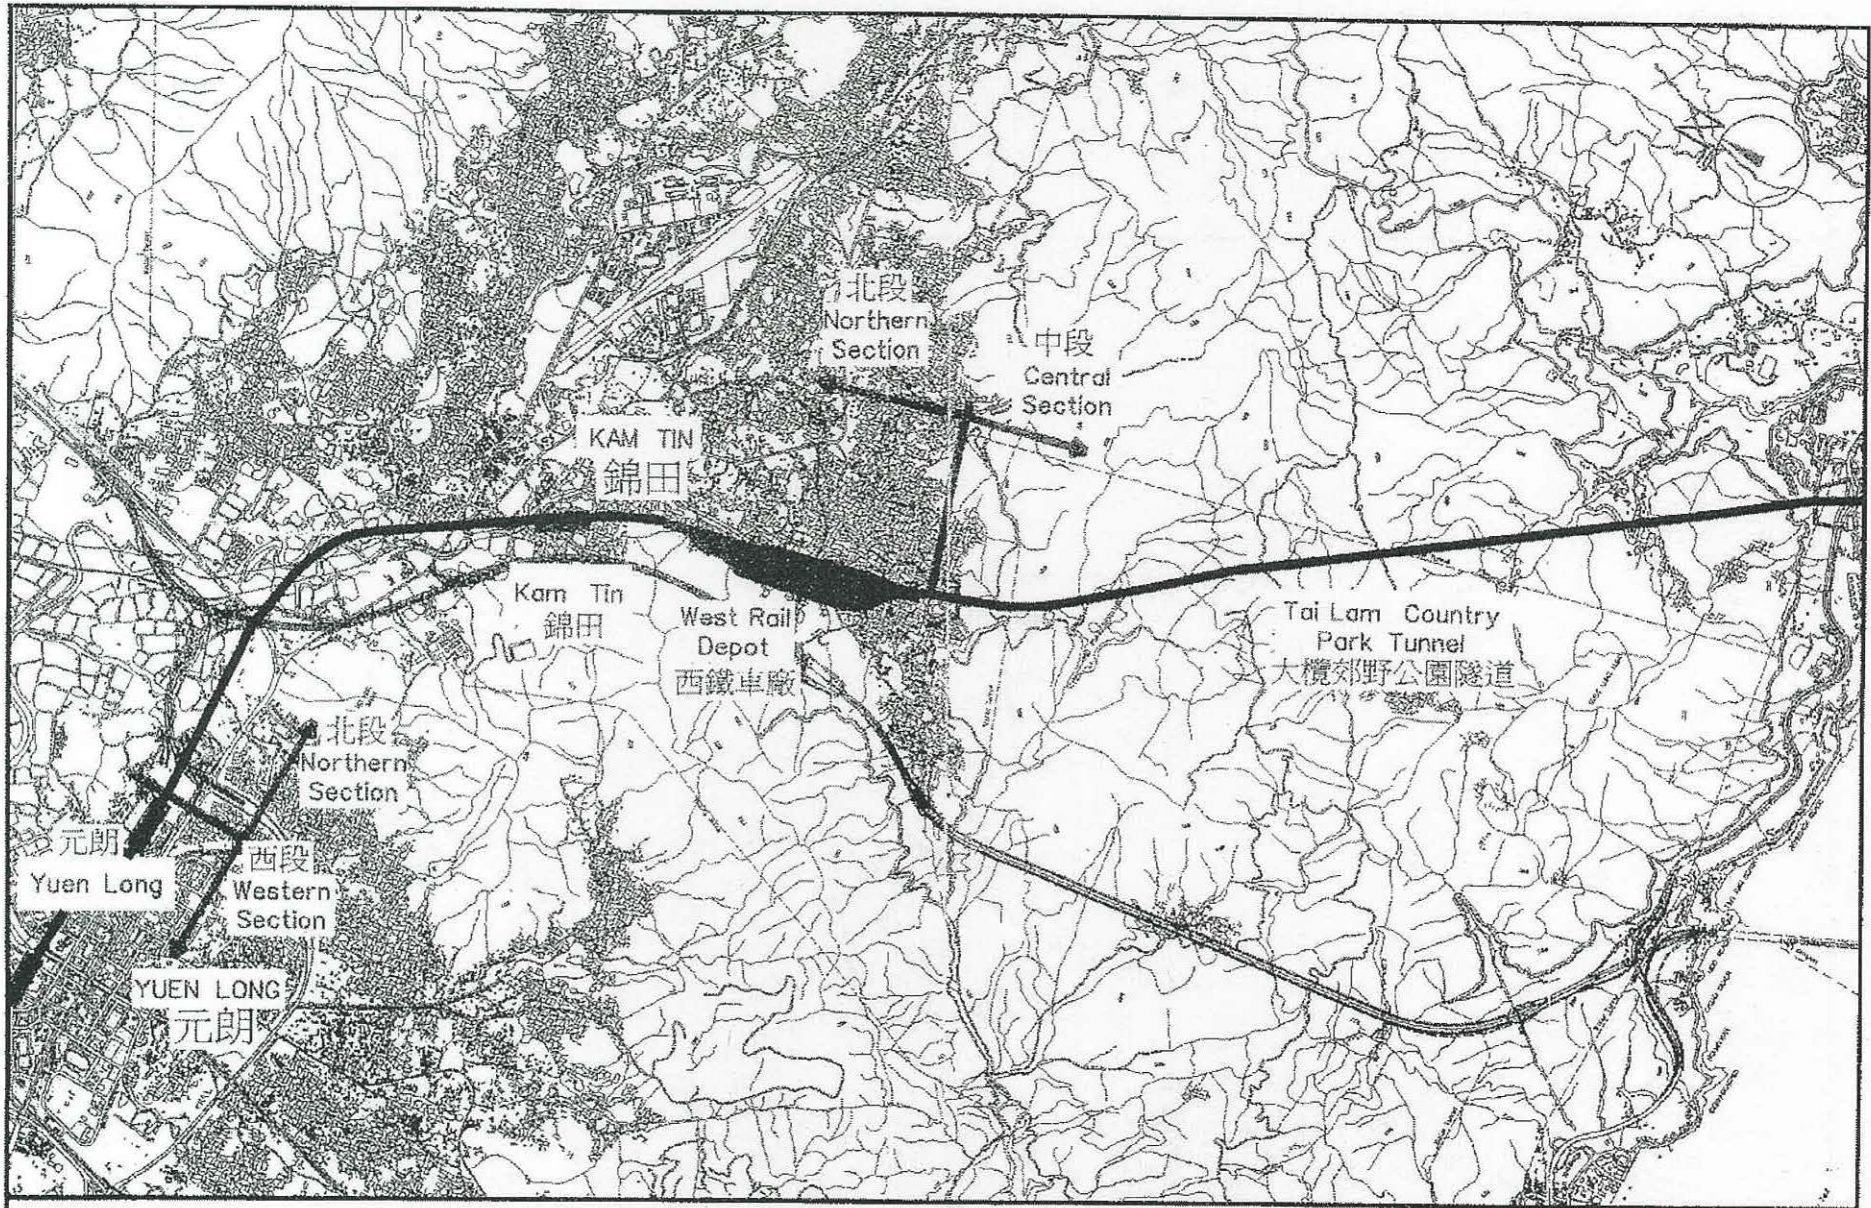 北段
Northern
Section
中段
Central
Section
KAM TIN
錦田
Kam Tin
錦田
West Rail
Depot
西鐵車廠
Tai Lam Country
Park Tunnel
大欖郊野公園隧道
北段
Northern
Section
元朗
Yuen Long
西段
Western
Section
YUEN LONG
元朗